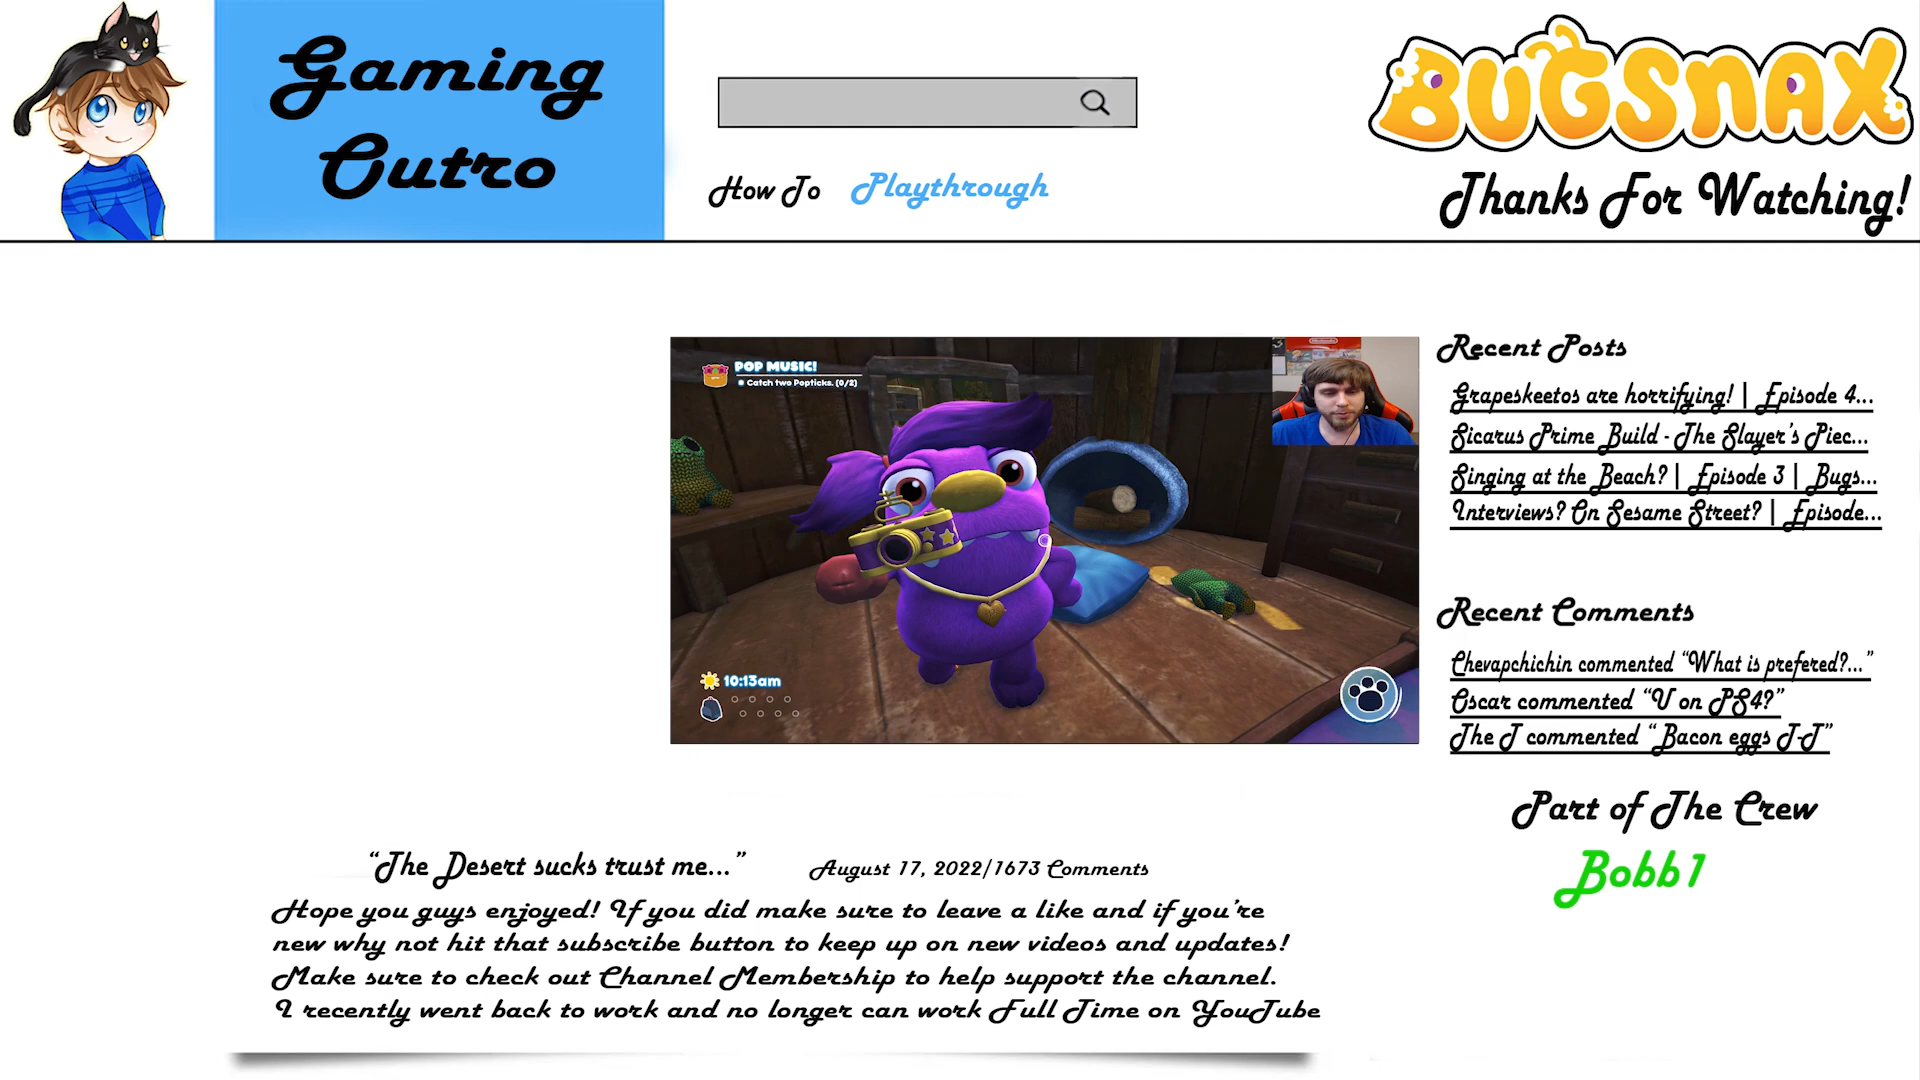 Gaming
Outro
How To
Playthrough
BUGSNAX
Thanks For Watching!
POP MUSIC!
Catch two Popticks. (0/2)
10:13am
Recent Posts
Grapeskeetos are horrifying! | Episode 4...
Sicarus Prime Build - The Slayer's Piec...
Singing at the Beach? | Episode 3 | Bugs...
Interviews? On Sesame Street? | Episode...
Recent Comments
Chevapchichin commented “What is prefered?...”
Oscar commented “U on PS4?”
The J commented “Bacon eggs J-J”
Part of The Crew
Bobb1
“The Desert sucks trust me...”
August 17, 2022/1673 Comments
Hope you guys enjoyed! If you did make sure to leave a like and if you're
new why not hit that subscribe button to keep up on new videos and updates!
Make sure to check out Channel Membership to help support the channel.
I recently went back to work and no longer can work Full Time on YouTube